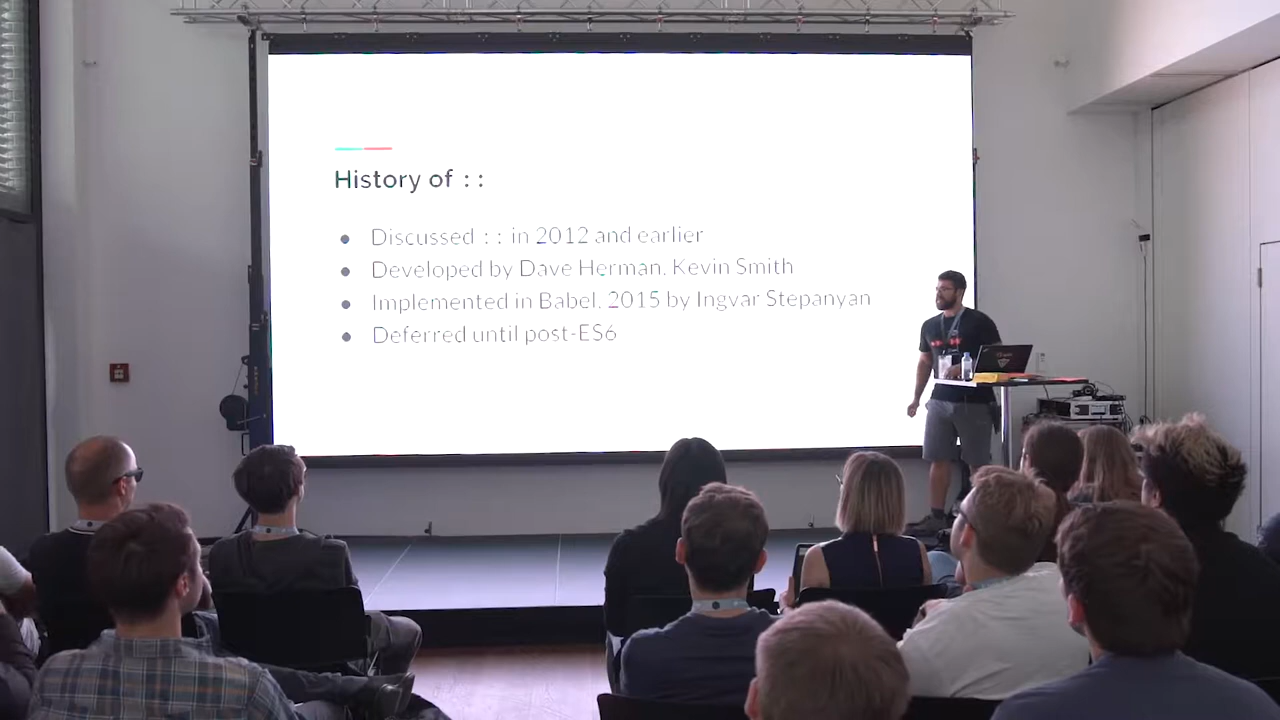 History of ::
● Discussed :: in 2012 and earlier
● Developed by Dave Herman, Kevin Smith
● Implemented in Babel, 2015 by Ingvar Stepanyan
● Deferred until post-ES6